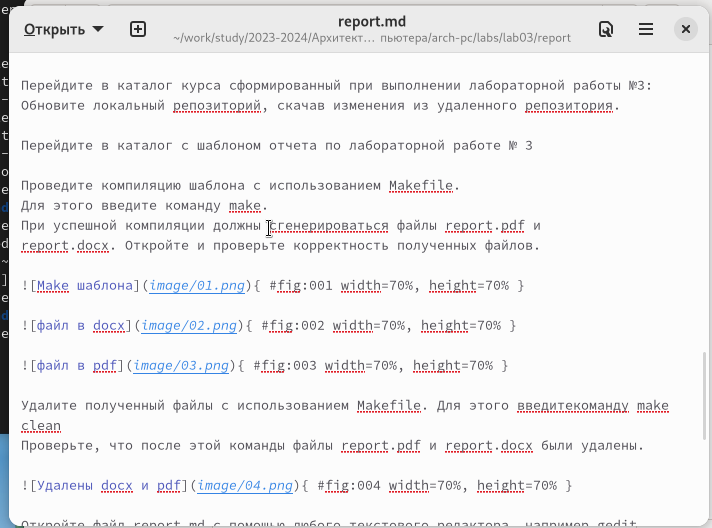 report.md
Открыть
~/work/study/2023-2024/Архитект… пьютера/arch-pc/labs/lab03/report
Перейдите в каталог курса сформированный при выполнении лабораторной работы №3:
Обновите локальный репозиторий, скачав изменения из удаленного репозитория.
Перейдите в каталог с шаблоном отчета по лабораторной работе № 3
Проведите компиляцию шаблона с использованием Makefile.
Для этого введите команду make.
При успешной компиляции должны сгенерироваться файлы report.pdf и
report.docx. Откройте и проверьте корректность полученных файлов.
![Make шаблона](image/01.png){ #fig:001 width=70%, height=70% }
![файл в docx](image/02.png){ #fig:002 width=70%, height=70% }
![файл в pdf](image/03.png){ #fig:003 width=70%, height=70% }
Удалите полученный файлы с использованием Makefile. Для этого введитекоманду make
clean
Проверьте, что после этой команды файлы report.pdf и report.docx были удалены.
![Удалены docx и pdf](image/04.png){ #fig:004 width=70%, height=70% }
Откройте файл report.md с помощью любого текстового редактора, например gedit